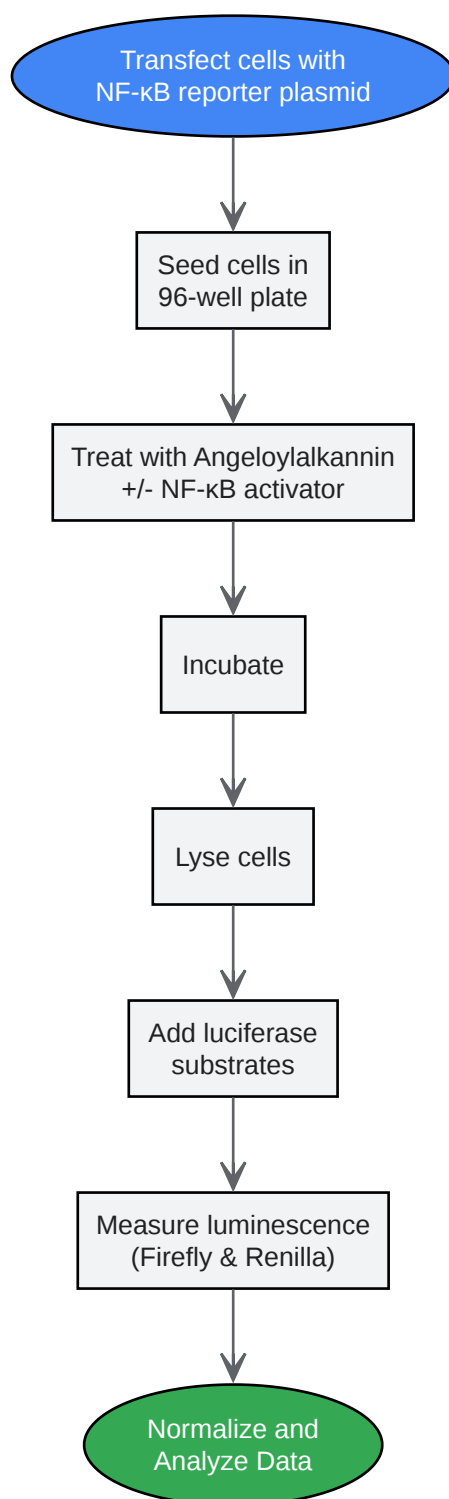 Transfect cells with
NF-κB reporter plasmid
Seed cells in
96-well plate
Treat with Angeloylalkannin
+/- NF-κB activator
Incubate
Lyse cells
Add luciferase
substrates
Measure luminescence
(Firefly & Renilla)
Normalize and
Analyze Data